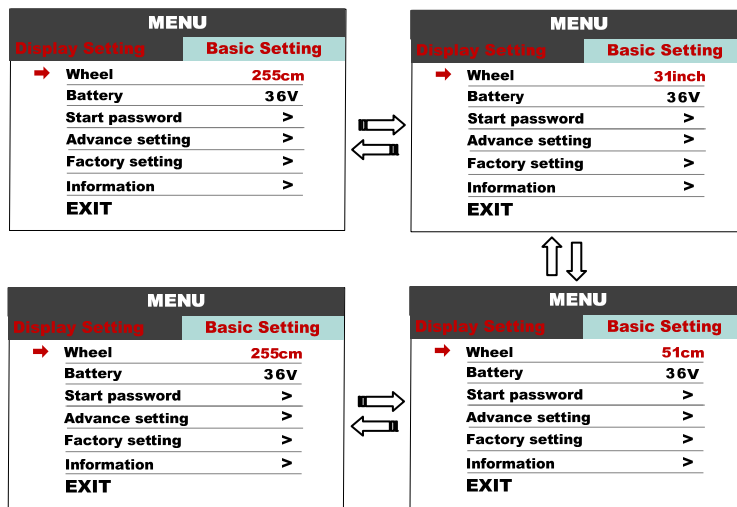 MENU
Display Setting Basic Setting
Wheel 255cm
Battery 36V
Start password >
Advance setting >
Factory setting >
Information >
EXIT
MENU
Display Setting Basic Setting
Wheel 31inch
Battery 36V
Start password >
Advance setting >
Factory setting >
Information >
EXIT
MENU
Display Setting Basic Setting
Wheel 255cm
Battery 36V
Start password >
Advance setting >
Factory setting >
Information >
EXIT
MENU
Display Setting Basic Setting
Wheel 51cm
Battery 36V
Start password >
Advance setting >
Factory setting >
Information >
EXIT